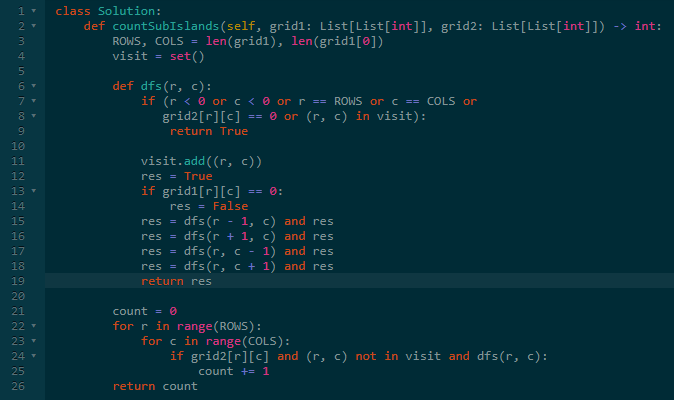 1 class Solution:
2     def countSubIslands(self, grid1: List[List[int]], grid2: List[List[int]]) -> int:
3         ROWS, COLS = len(grid1), len(grid1[0])
4         visit = set()
5
6         def dfs(r, c):
7             if (r < 0 or c < 0 or r == ROWS or c == COLS or
8                grid2[r][c] == 0 or (r, c) in visit):
9                 return True
10
11             visit.add((r, c))
12             res = True
13             if grid1[r][c] == 0:
14                 res = False
15             res = dfs(r - 1, c) and res
16             res = dfs(r + 1, c) and res
17             res = dfs(r, c - 1) and res
18             res = dfs(r, c + 1) and res
19             return res
20
21         count = 0
22         for r in range(ROWS):
23             for c in range(COLS):
24                 if grid2[r][c] and (r, c) not in visit and dfs(r, c):
25                     count += 1
26         return count